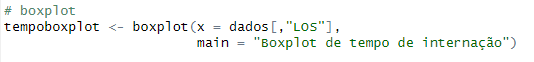 # boxplot
tempoboxplot <- boxplot(x = dados[,"LOS"],
main = "Boxplot de tempo de internação")